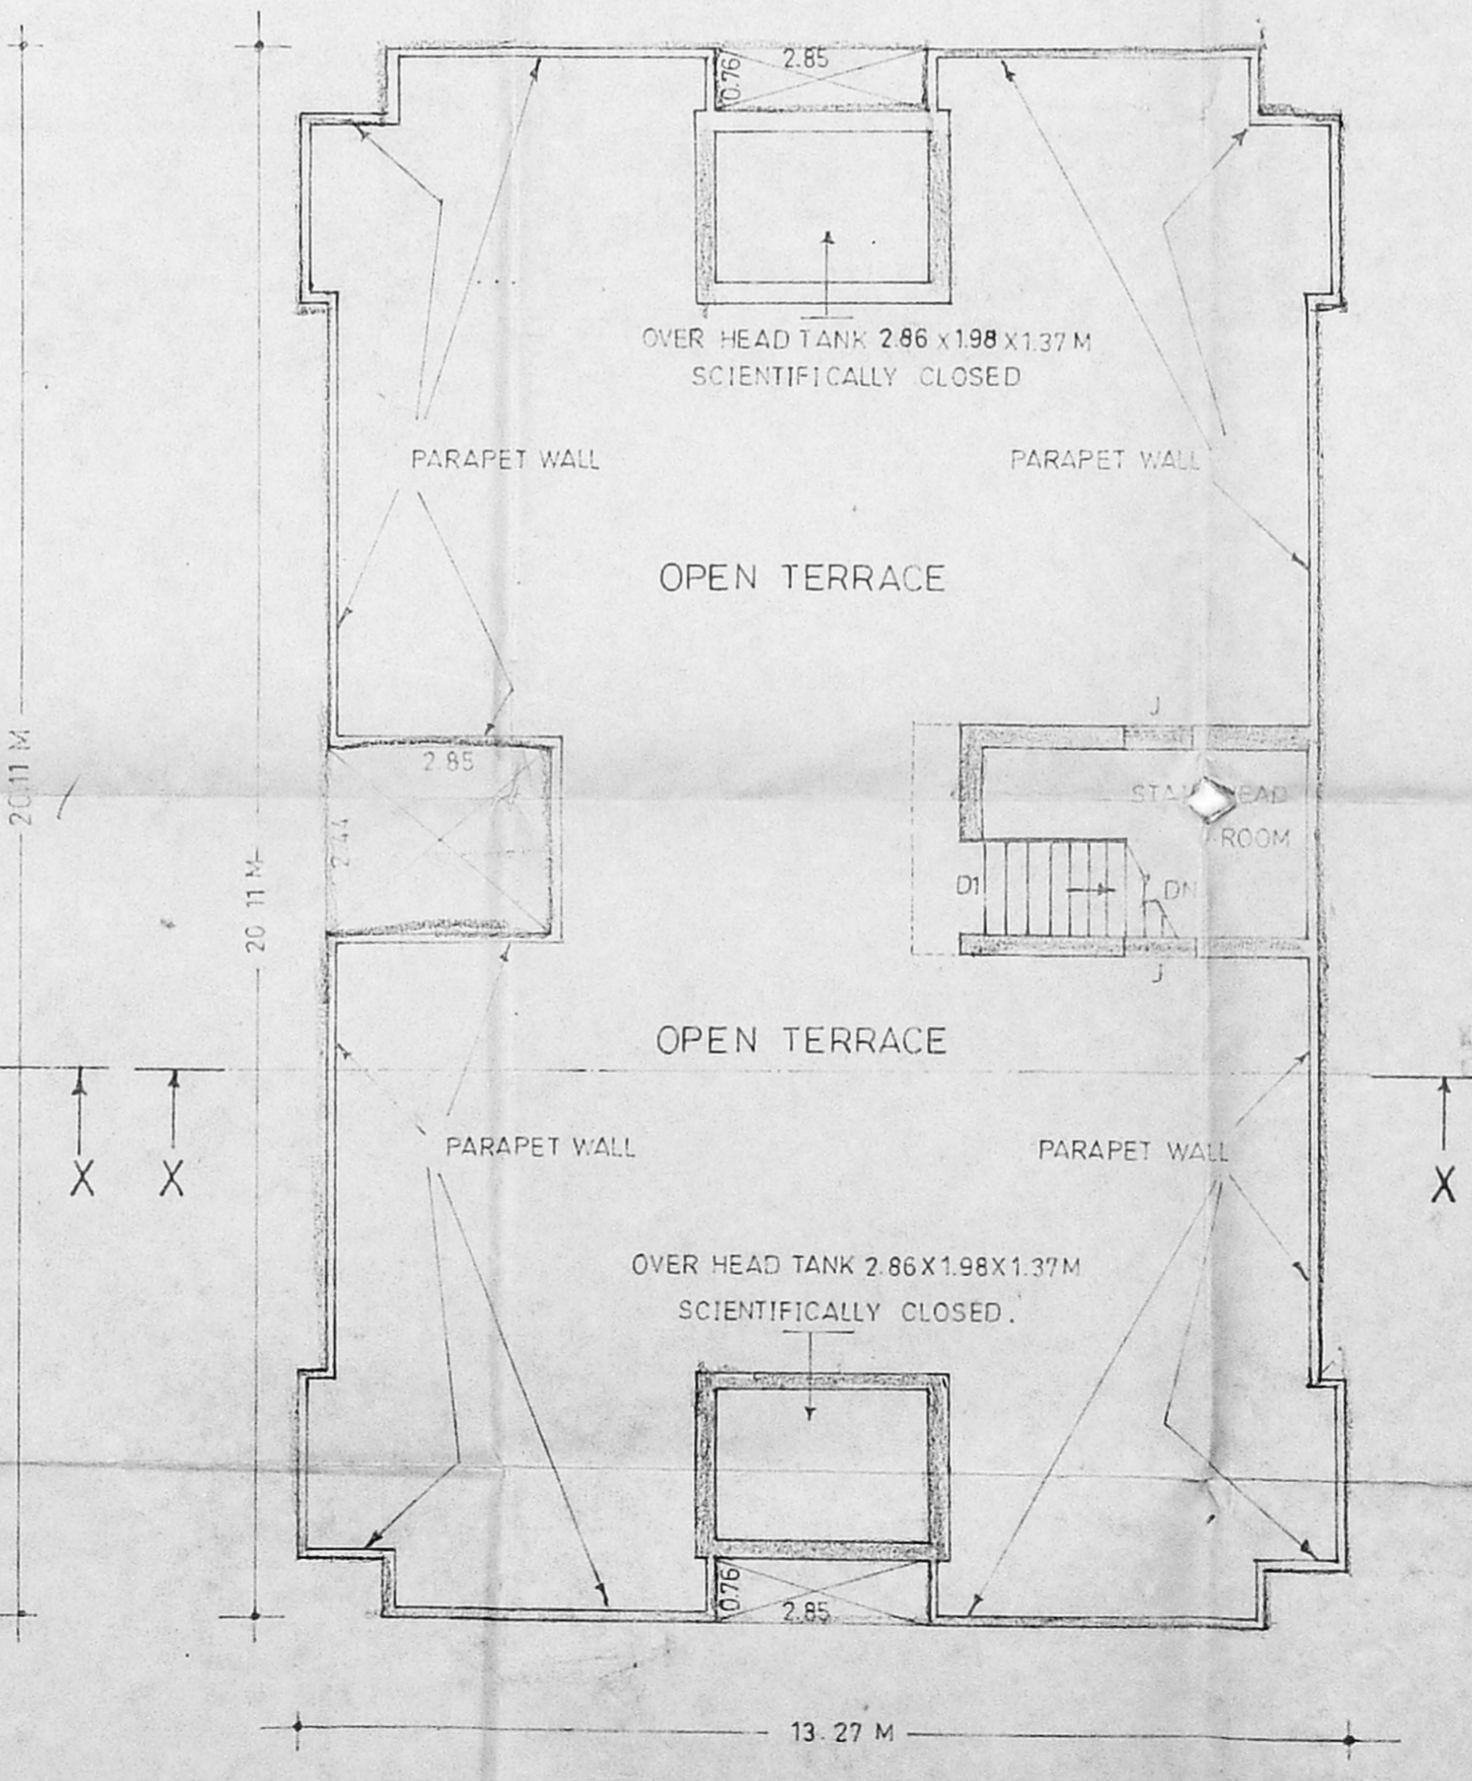 0.76
2.85
OVER HEAD TANK 2.86 X 1.98 X 1.37 M
SCIENTIFICALLY CLOSED
PARAPET WALL
PARAPET WALL
OPEN TERRACE
J
20.11 M
2.85
2.44
ROOM
20.11 M
D1
DN
J
OPEN TERRACE
PARAPET WALL
PARAPET WALL
X
X
X
OVER HEAD TANK 2.86 X 1.98 X 1.37 M
SCIENTIFICALLY CLOSED.
0.76
2.85
13.27 M